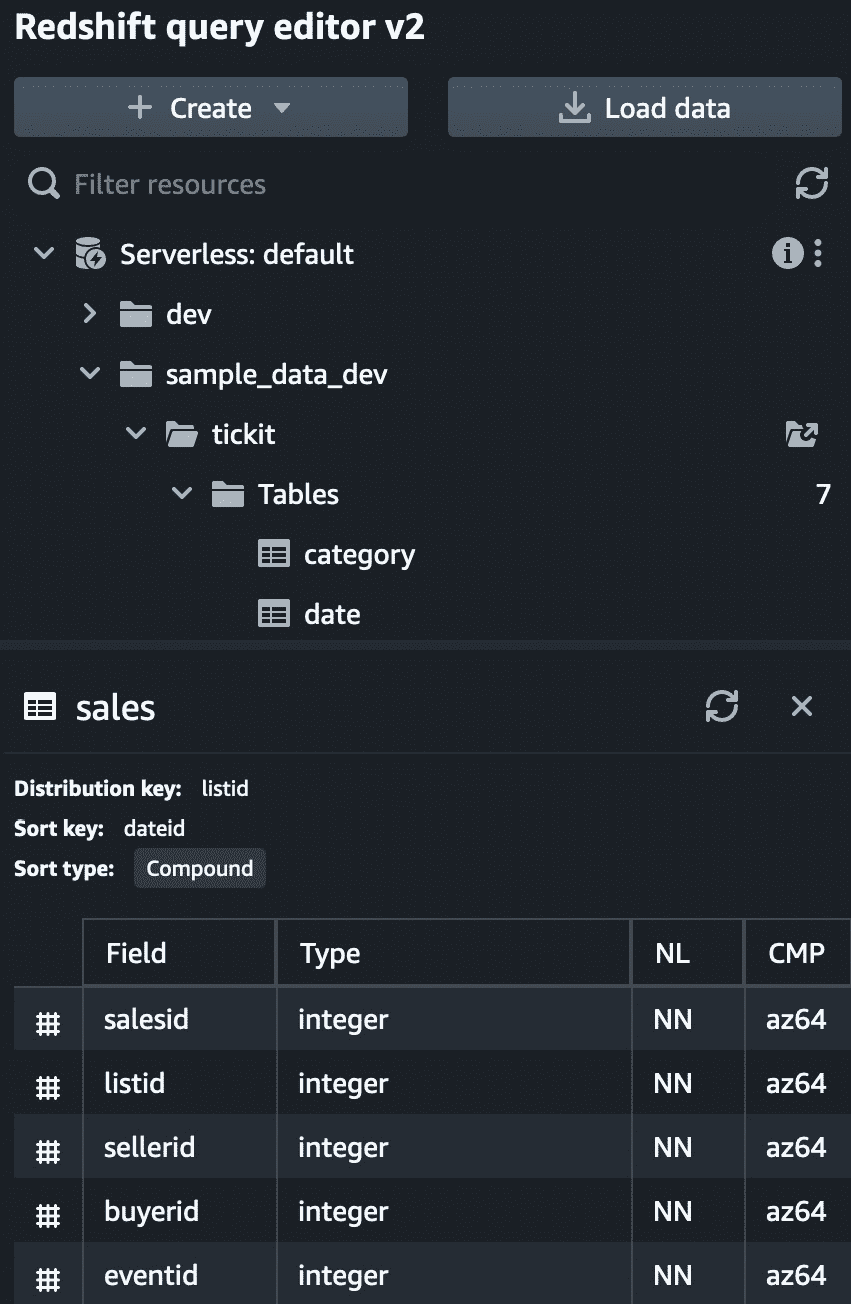 Redshift query editor v2
Create Load data
Filter resources
Serverless: default
dev
sample_data_dev
tickit
Tables 7
category
date
sales
Distribution key: listid
Sort key: dateid
Sort type: Compound
Field Type NL CMP
salesid integer NN az64
listid integer NN az64
sellerid integer NN az64
buyerid integer NN az64
eventid integer NN az64